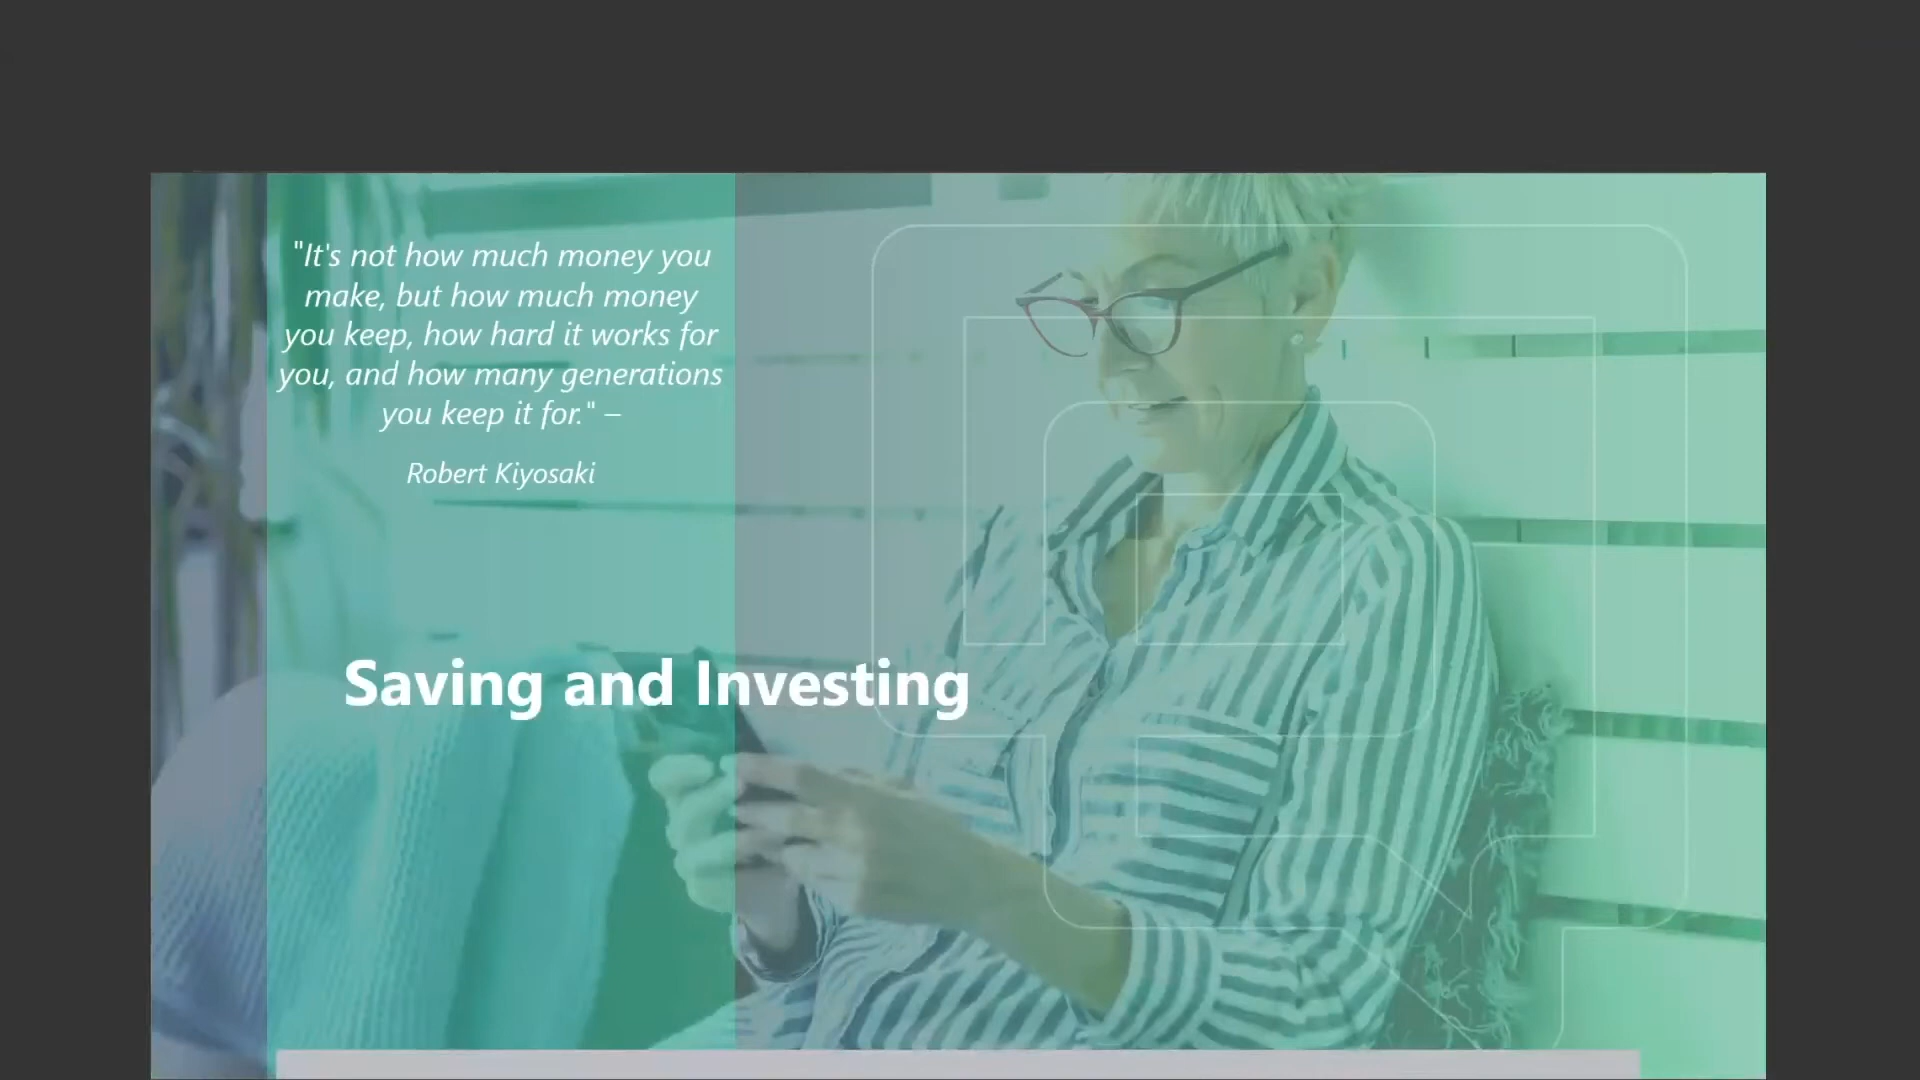 "It's not how much money you
make, but how much money
you keep, how hard it works for
you, and how many generations
you keep it for." –
Robert Kiyosaki
Saving and Investing